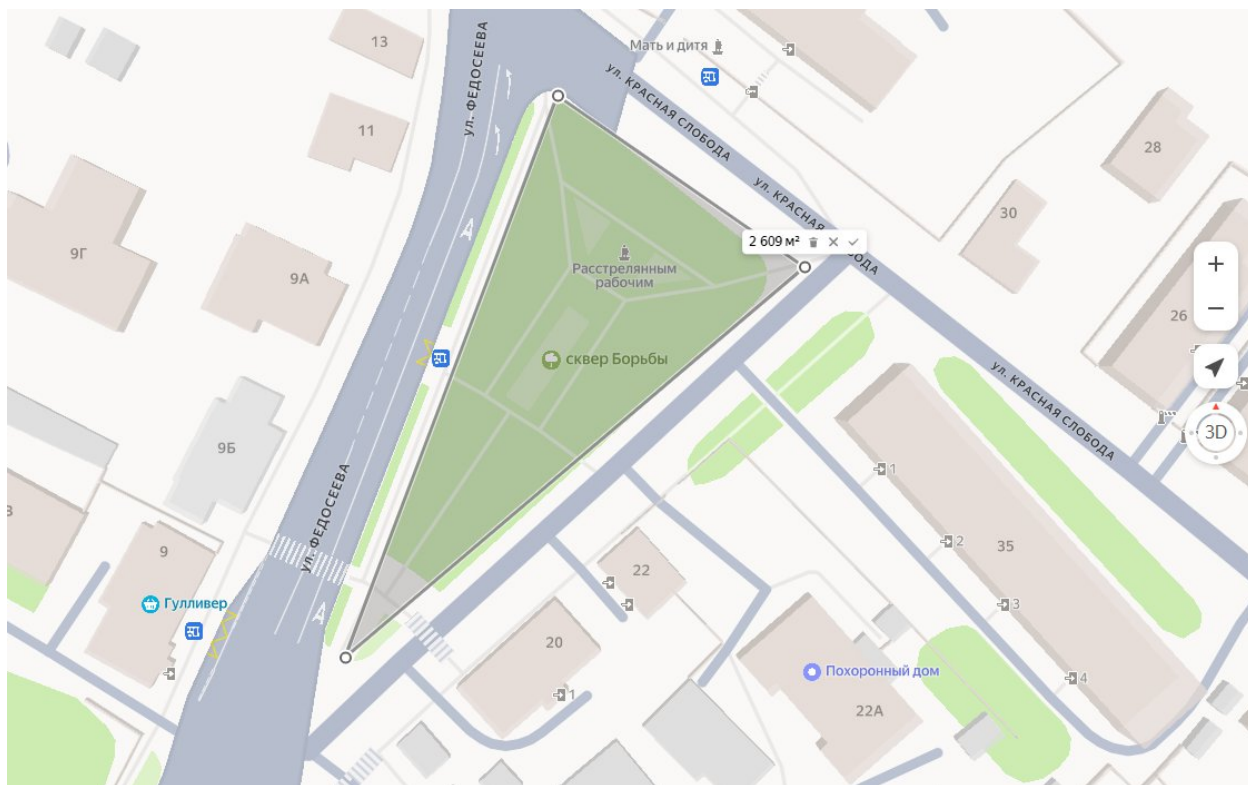 13
ул. ФЕДОСЕЕВА
Мать и дитя
ул. КРАСНАЯ СЛОБОДА
11
28
ул. КРАСНАЯ СЛОБОДА
30
9Г
9А
2 609 м²
Расстрелянным
рабочим
+
−
26
сквер Борьбы
ул. КРАСНАЯ СЛОБОДА
3D
9Б
1
ул. ФЕДОСЕЕВА
2
35
9
22
3
Гулливер
20
4
Похоронный дом
1
22А